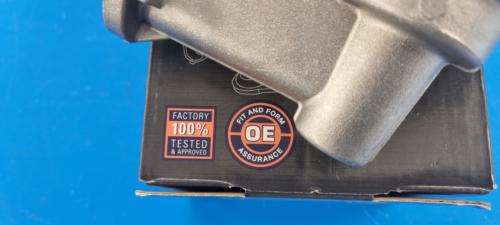 FACTORY
100%
TESTED
& APPROVED
FIT AND FORM
OE
ASSURANCE